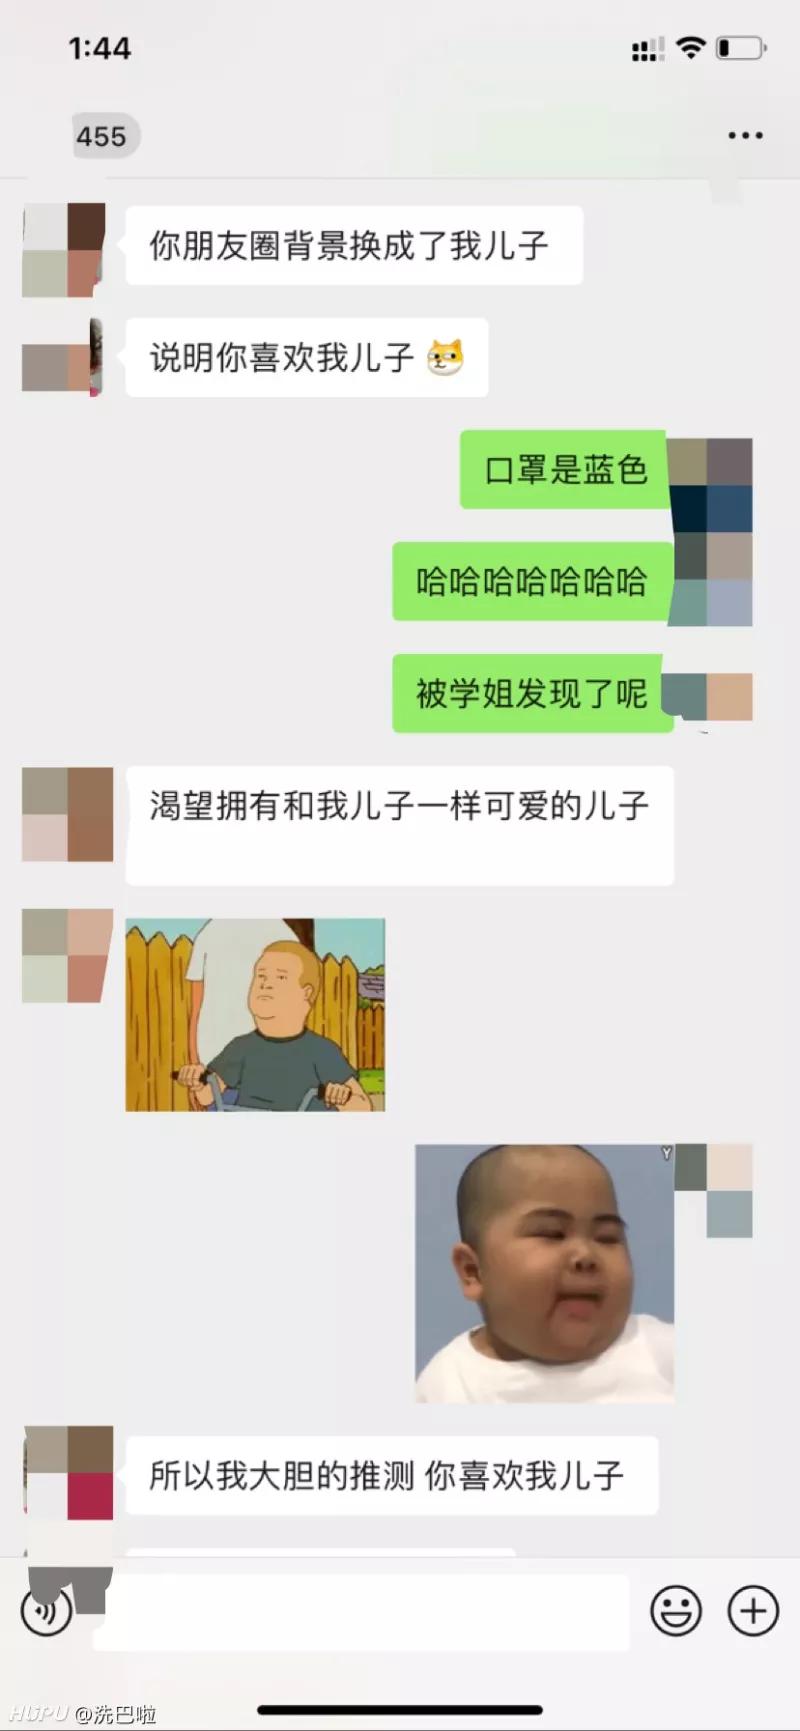 1:44
455
你朋友圈背景换成了我儿子
说明你喜欢我儿子
口罩是蓝色
哈哈哈哈哈哈哈
被学姐发现了呢
渴望拥有和我儿子一样可爱的儿子
Y
所以我大胆的推测 你喜欢我儿子
HUPU @洗巴啦